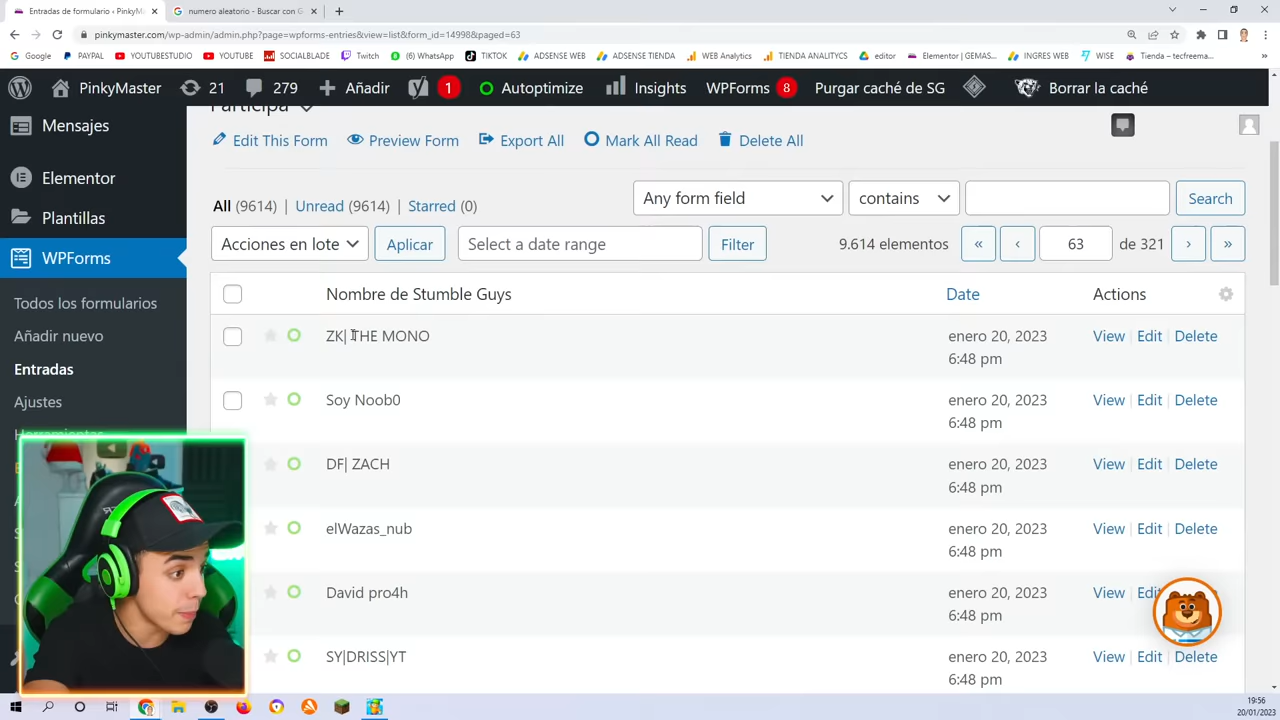 Entradas de formulario ‹ PinkyM
numero aleatorio - Buscar con G
pinkymaster.com/wp-admin/admin.php?page=wpforms-entries&view=list&form_id=14998&paged=63
Google PAYPAL YOUTUBESTUDIO YOUTUBE SOCIALBLADE Twitch (6) WhatsApp TIKTOK ADSENSE WEB ADSENSE TIENDA WEB Analytics TIENDA ANALITYCS editor Elementor | GEMAS... INGRES WEB WISE Tienda – tecfreema...
PinkyMaster 21 279 Añadir 1 Autoptimize Insights WPForms 8 Purgar caché de SG Borrar la caché
Participa
Mensajes
Elementor
Plantillas
WPForms
Todos los formularios
Añadir nuevo
Entradas
Ajustes
Herramientas
Edit This Form Preview Form Export All Mark All Read Delete All
All (9614) | Unread (9614) | Starred (0)
Any form field contains Search
Acciones en lote Aplicar Select a date range Filter 9.614 elementos « ‹ 63 de 321 › »
Nombre de Stumble Guys Date Actions
ZK| THE MONO enero 20, 2023 6:48 pm View | Edit | Delete
Soy Noob0 enero 20, 2023 6:48 pm View | Edit | Delete
DF| ZACH enero 20, 2023 6:48 pm View | Edit | Delete
elWazas_nub enero 20, 2023 6:48 pm View | Edit | Delete
David pro4h enero 20, 2023 6:48 pm View | Edit | Delete
SY|DRISS|YT enero 20, 2023 6:48 pm View | Edit | Delete
19:56
20/01/2023